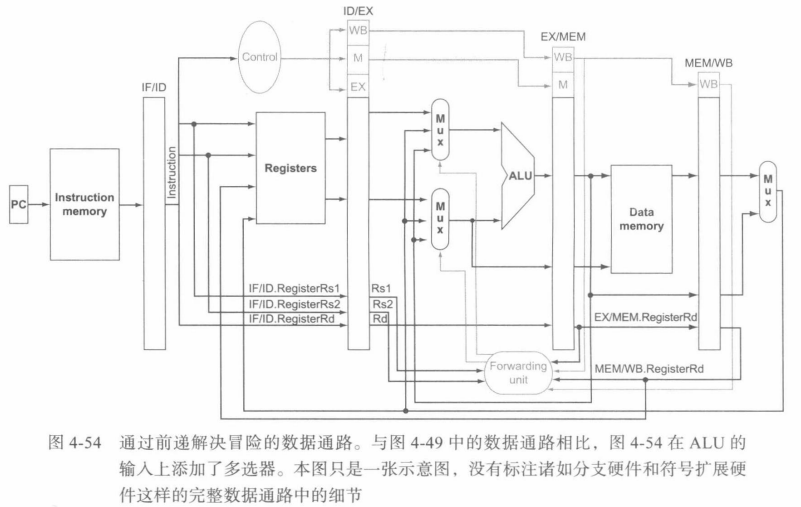 ID/EX
WB
EX/MEM
Control
M
WB
MEM/WB
IF/ID
EX
M
WB
Mux
Registers
Instruction
ALU
PC
Instruction
memory
Mux
Data
memory
Mux
IF/ID.RegisterRs1
Rs1
IF/ID.RegisterRs2
Rs2
IF/ID.RegisterRd
Rd
EX/MEM.RegisterRd
Forwarding
unit
MEM/WB.RegisterRd
图 4-54 通过前递解决冒险的数据通路。与图 4-49 中的数据通路相比，图 4-54 在 ALU 的
输入上添加了多选器。本图只是一张示意图，没有标注诸如分支硬件和符号扩展硬
件这样的完整数据通路中的细节